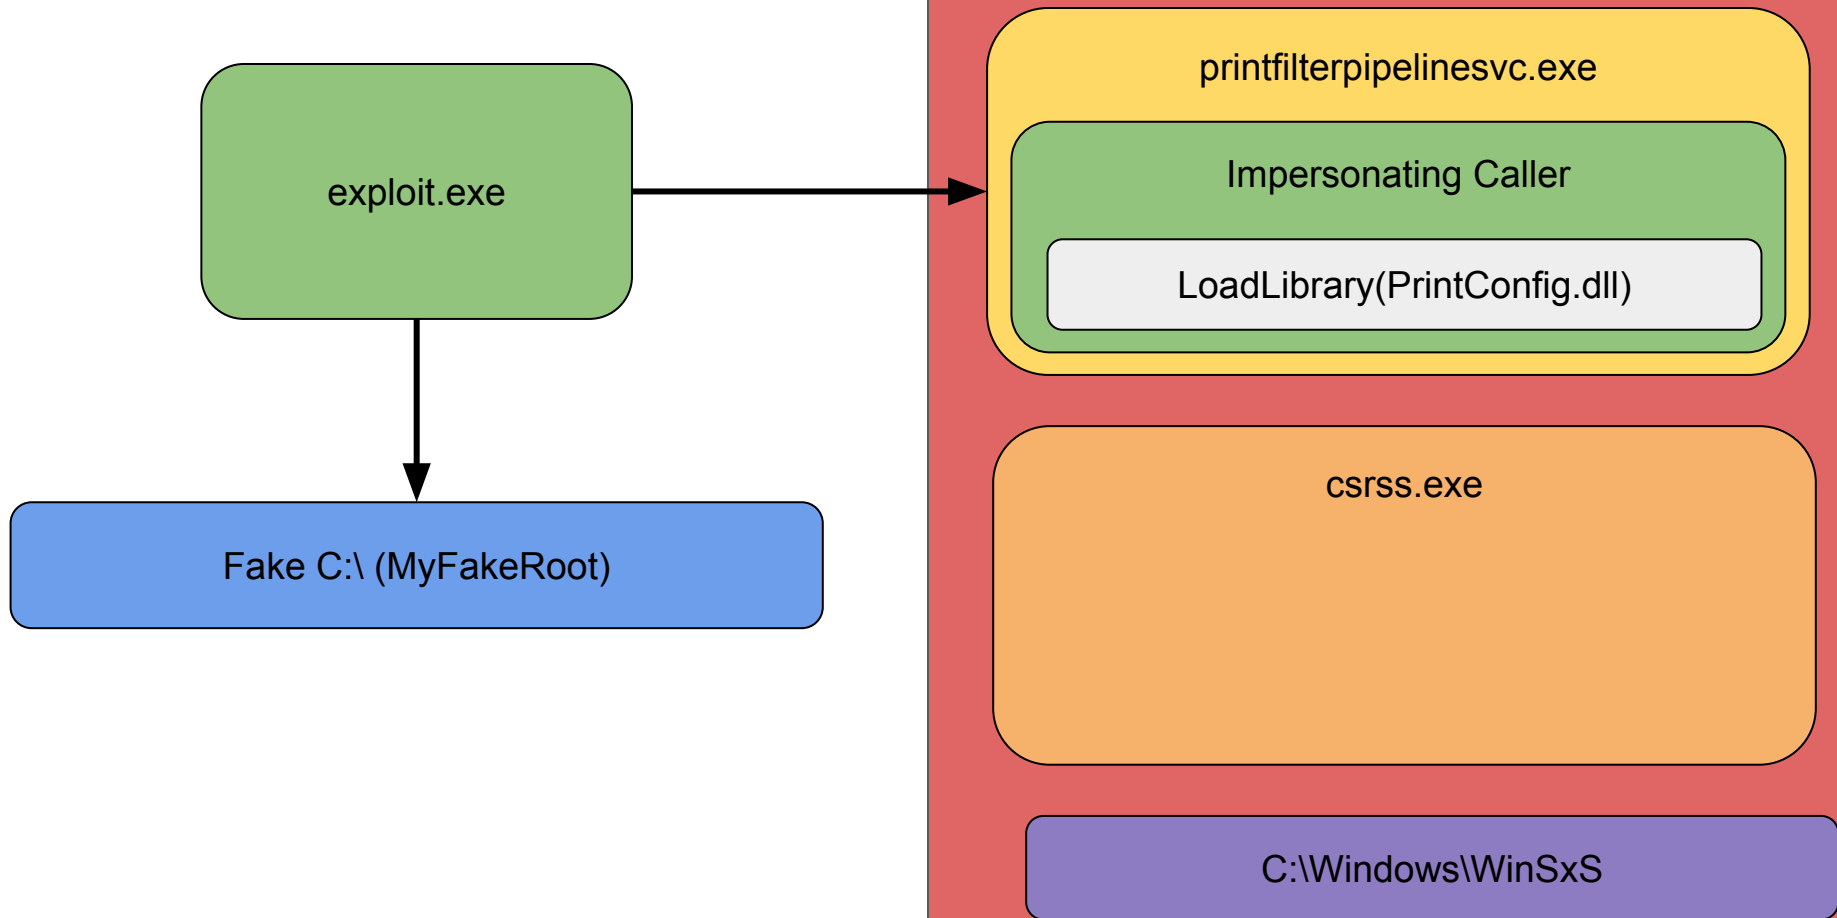 printfilterpipelinesvc.exe
exploit.exe
Impersonating Caller
LoadLibrary(PrintConfig.dll)
csrss.exe
Fake C:\ (MyFakeRoot)
C:\Windows\WinSxS